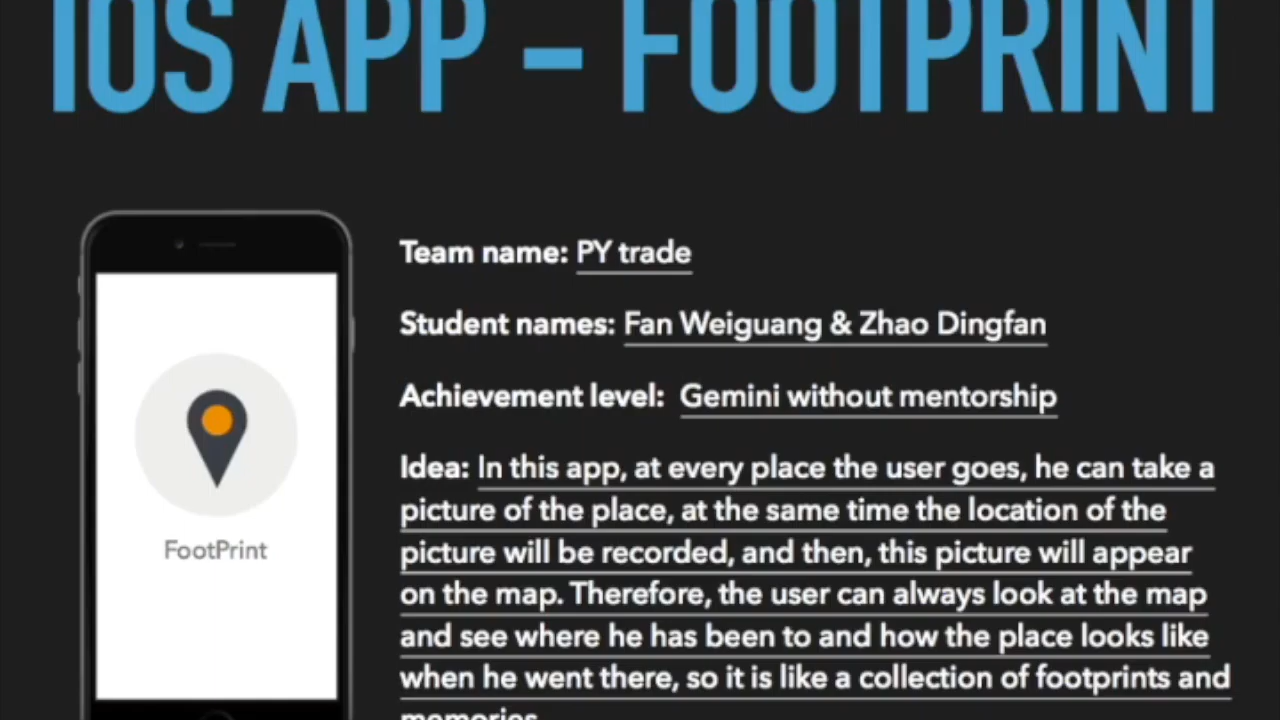 IOS APP – FOOTPRINT
Team name: PY trade
Student names: Fan Weiguang & Zhao Dingfan
Achievement level: Gemini without mentorship
Idea: In this app, at every place the user goes, he can take a
picture of the place, at the same time the location of the
picture will be recorded, and then, this picture will appear
on the map. Therefore, the user can always look at the map
and see where he has been to and how the place looks like
when he went there, so it is like a collection of footprints and
memories.
FootPrint